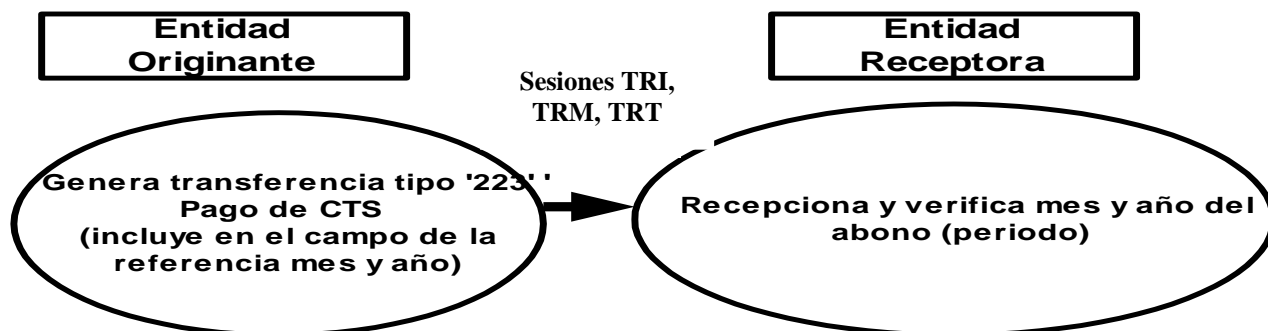 Entidad
Originante
Entidad
Receptora
Sesiones TRI,
TRM, TRT
Genera transferencia tipo '223' '
Pago de CTS
(incluye en el campo de la
referencia mes y año)
Recepciona y verifica mes y año del
abono (periodo)